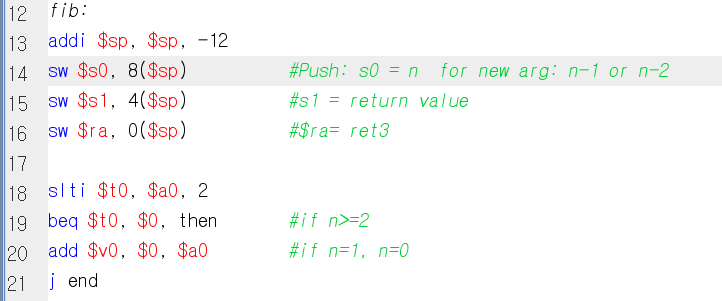 12 fib:
13 addi $sp, $sp, -12
14 sw $s0, 8($sp) #Push: s0 = n for new arg: n-1 or n-2
15 sw $s1, 4($sp) #s1 = return value
16 sw $ra, 0($sp) #$ra= ret3
17
18 slti $t0, $a0, 2
19 beq $t0, $0, then #if n>=2
20 add $v0, $0, $a0 #if n=1, n=0
21 j end